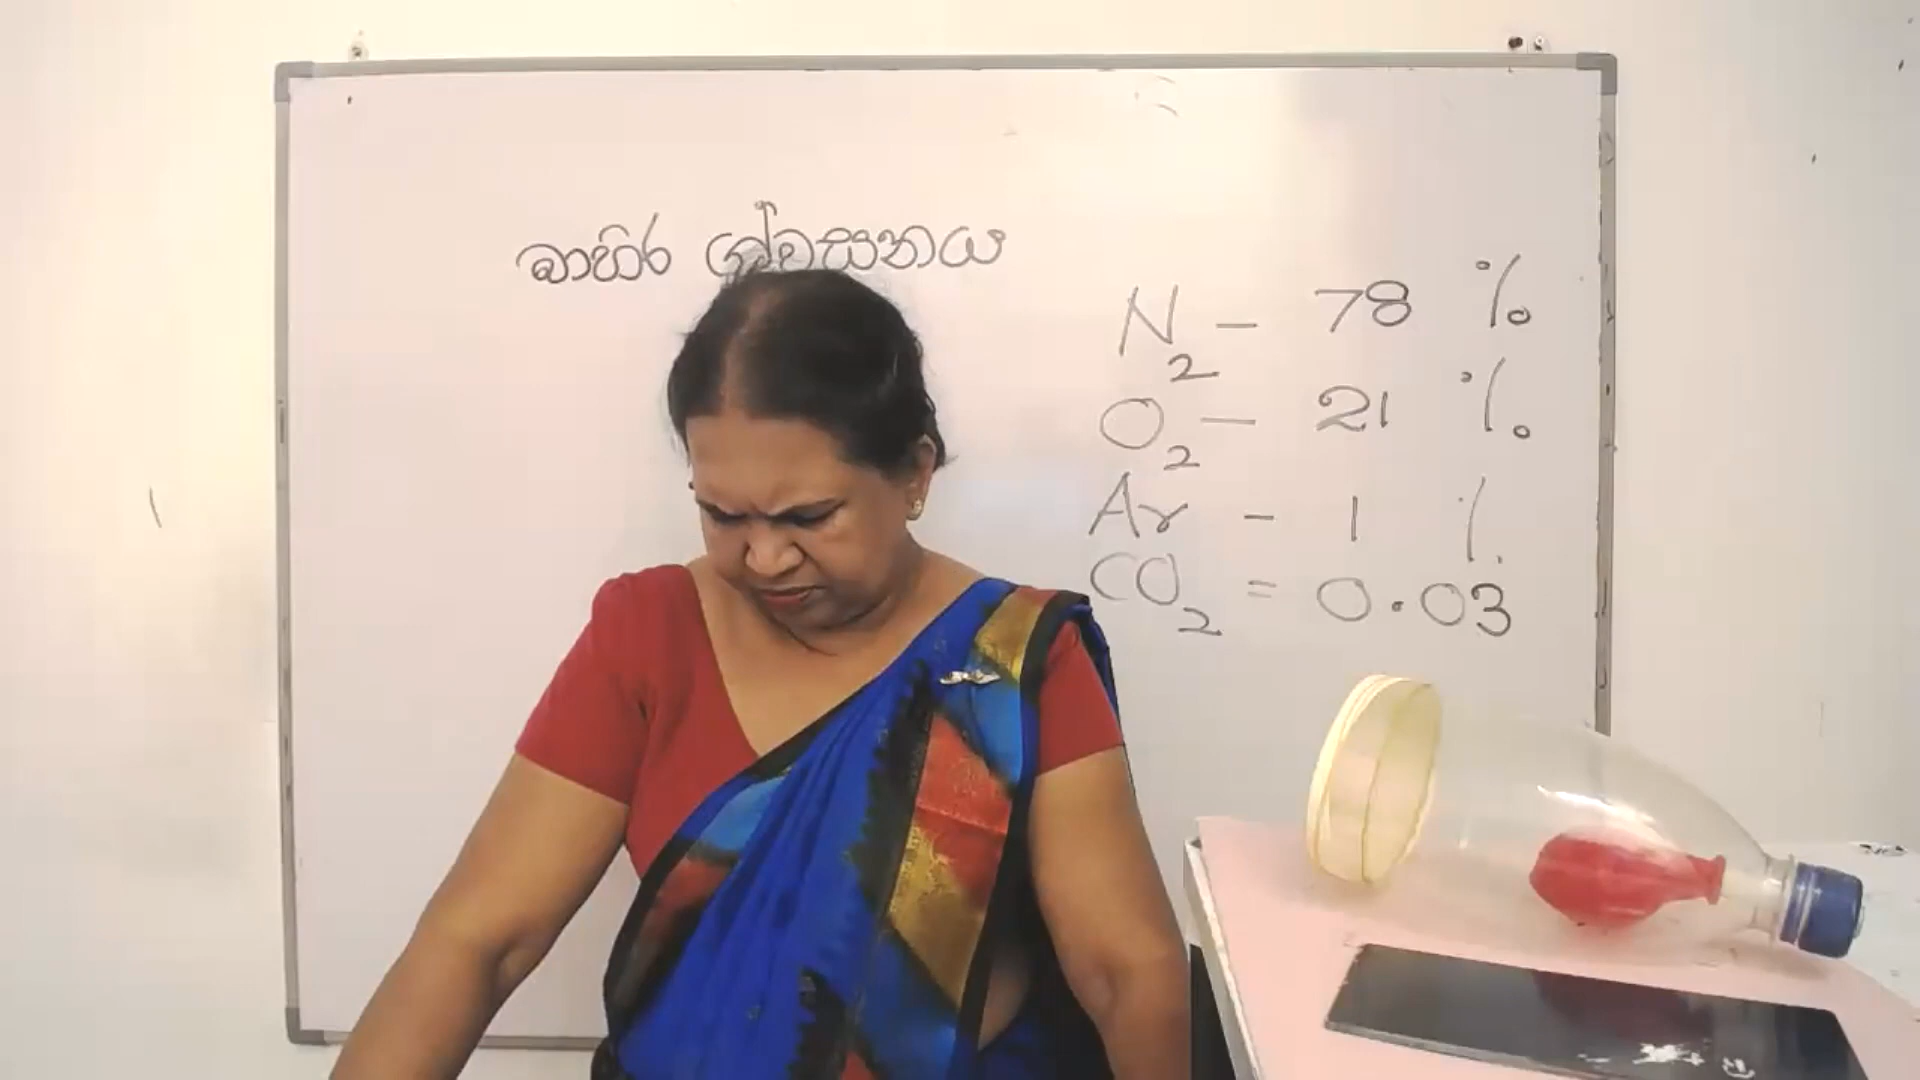 බාහිර ශ්වසනය
N2 - 78 %
O2 - 21 %
Ar - 1 %
CO2 = 0.03